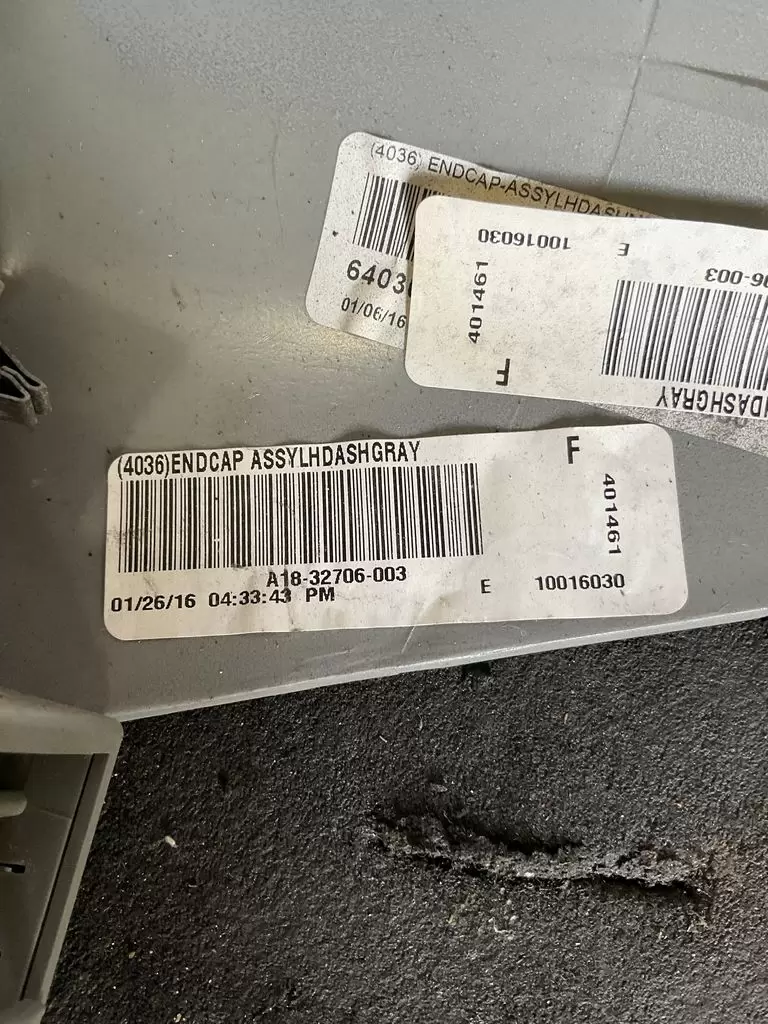 (4036) ENDCAP-ASSYLHDASH
6403
01/06/16
10016030 E
06-003
401461
F
DASHGRAY
(4036)ENDCAP ASSYLHDASHGRAY F
401461
A18-32706-003
01/26/16 04:33:43 PM E 10016030